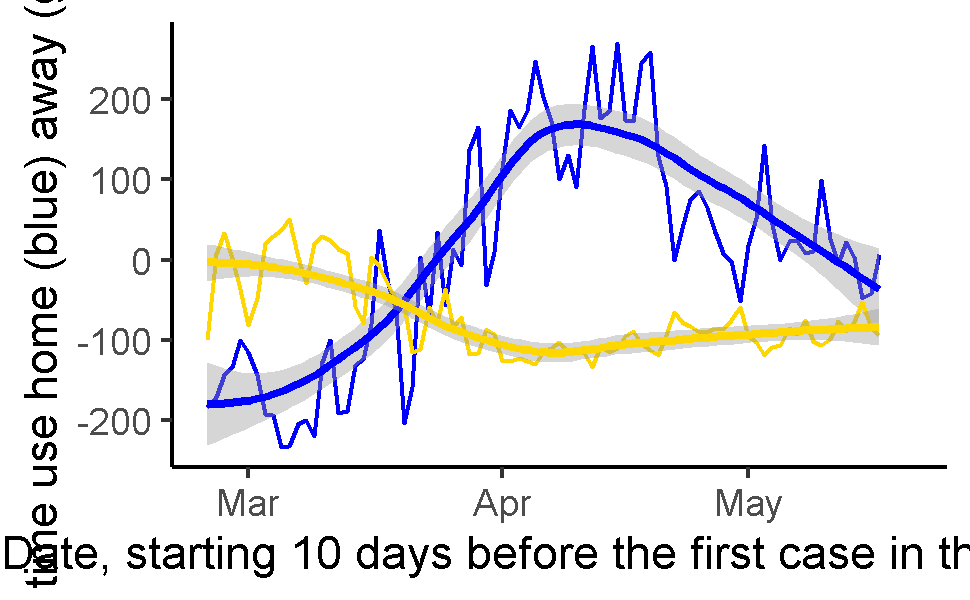 time use home (blue) away (
200
100
0
-100
-200
Mar Apr May
Date, starting 10 days before the first case in th